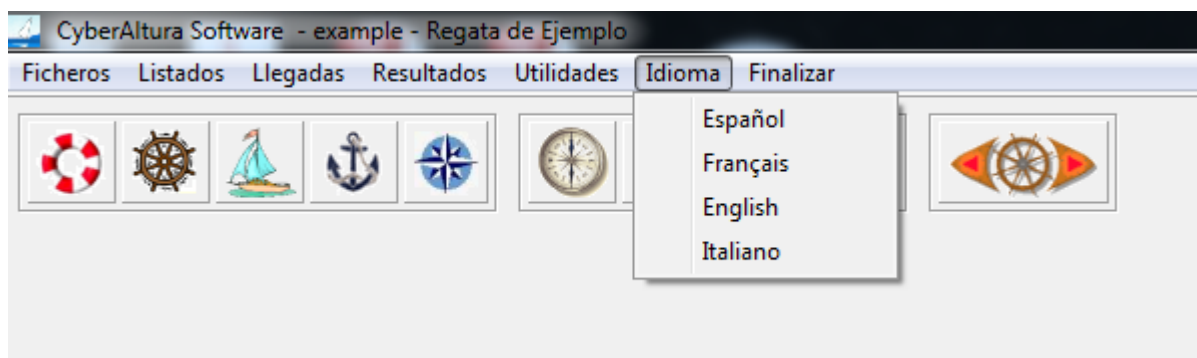 CyberAltura Software - example - Regata de Ejemplo
Ficheros Listados Llegadas Resultados Utilidades Idioma Finalizar
Español
Français
English
Italiano